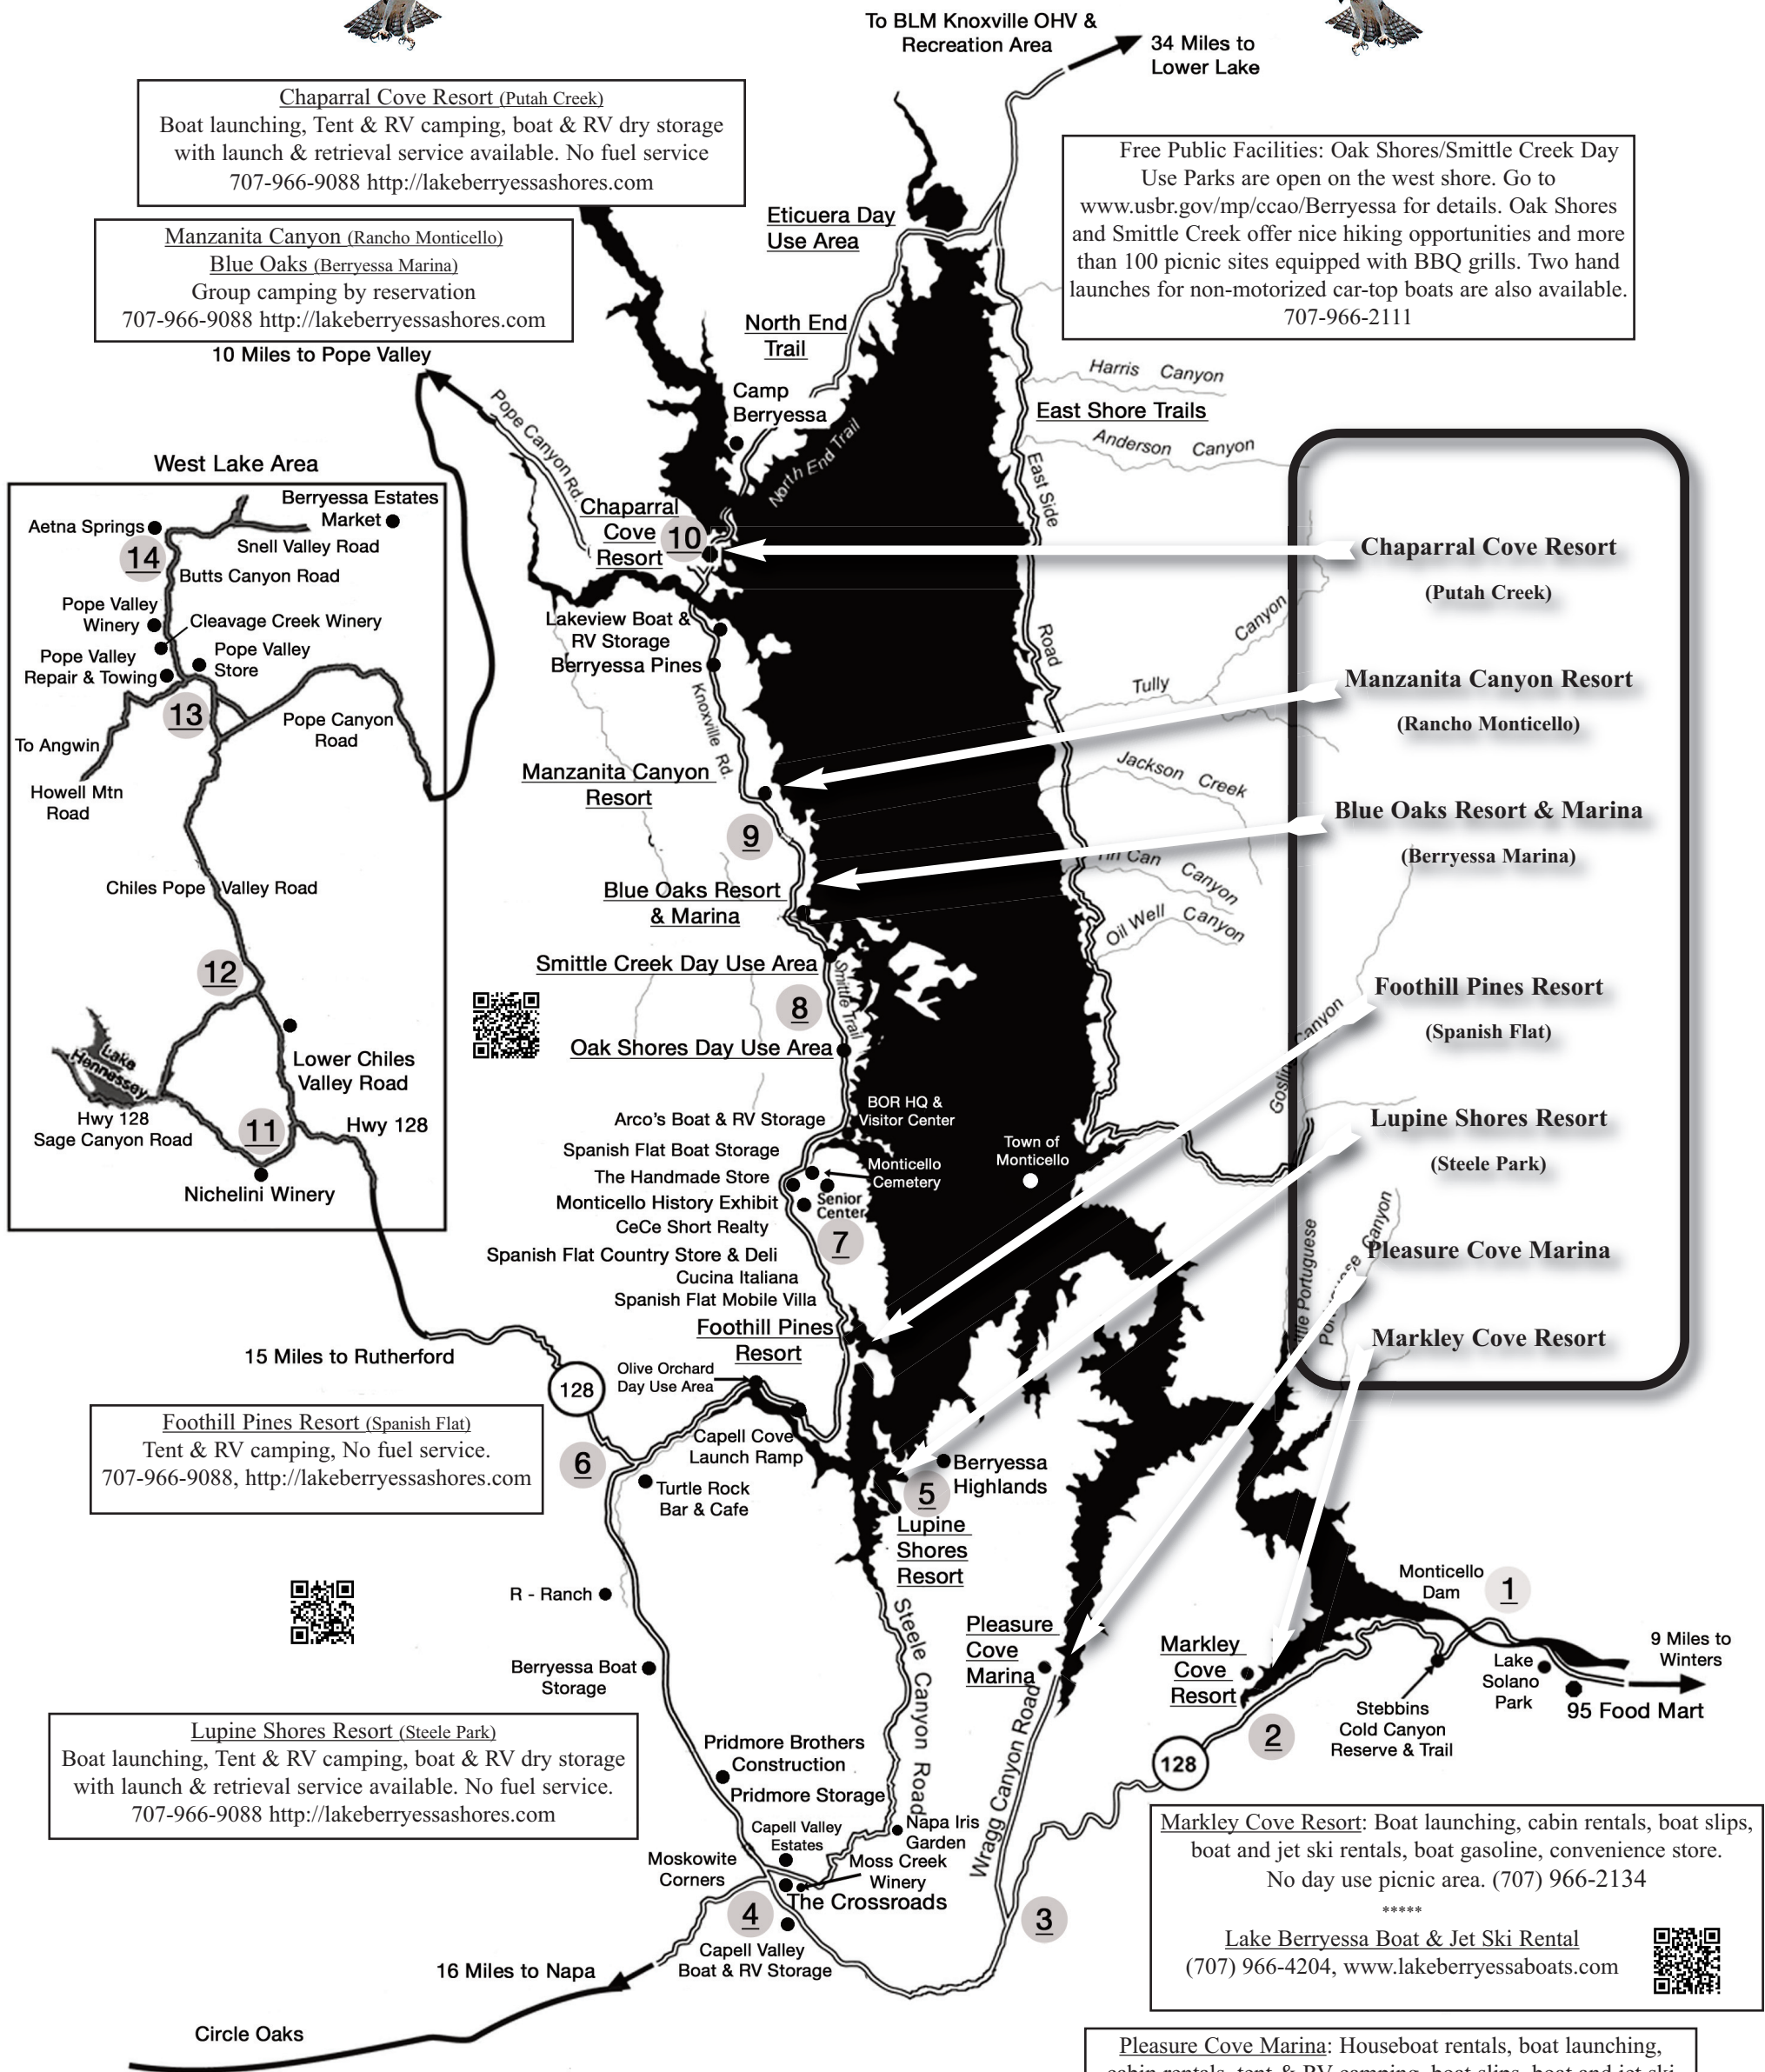 To BLM Knoxville OHV &
Recreation Area
34 Miles to
Lower Lake
Chaparral Cove Resort (Putah Creek)
Boat launching, Tent & RV camping, boat & RV dry storage
with launch & retrieval service available. No fuel service
707-966-9088 http://lakeberryessashores.com
Free Public Facilities: Oak Shores/Smittle Creek Day
Use Parks are open on the west shore. Go to
www.usbr.gov/mp/ccao/Berryessa for details. Oak Shores
and Smittle Creek offer nice hiking opportunities and more
than 100 picnic sites equipped with BBQ grills. Two hand
launches for non-motorized car-top boats are also available.
707-966-2111
Manzanita Canyon (Rancho Monticello)
Blue Oaks (Berryessa Marina)
Group camping by reservation
707-966-9088 http://lakeberryessashores.com
10 Miles to Pope Valley
Eticuera Day
Use Area
North End
Trail
Camp
Berryessa
North End Trail
Pope Canyon Rd.
Harris Canyon
East Shore Trails
Anderson Canyon
East Side
Road
West Lake Area
Berryessa Estates
Market
Aetna Springs
14
Snell Valley Road
Butts Canyon Road
Pope Valley
Winery
Cleavage Creek Winery
Pope Valley
Store
Pope Valley
Repair & Towing
13
To Angwin
Pope Canyon
Road
Howell Mtn
Road
Chiles Pope Valley Road
12
Lower Chiles
Valley Road
Lake
Hennessey
Hwy 128
Sage Canyon Road
11
Hwy 128
Nichelini Winery
Chaparral
Cove
Resort
10
Lakeview Boat &
RV Storage
Berryessa Pines
Knoxville Rd.
Manzanita Canyon
Resort
9
Blue Oaks Resort
& Marina
Smittle Creek Day Use Area
Smittle Trail
8
Oak Shores Day Use Area
Canyon
Tully
Jackson Creek
Can Canyon
Oil Well Canyon
Canyon
Chaparral Cove Resort
(Putah Creek)
Manzanita Canyon Resort
(Rancho Monticello)
Blue Oaks Resort & Marina
(Berryessa Marina)
Foothill Pines Resort
(Spanish Flat)
Lupine Shores Resort
(Steele Park)
Pleasure Cove Marina
Markley Cove Resort
Portuguese
Canyon
BOR HQ &
Visitor Center
Arco's Boat & RV Storage
Spanish Flat Boat Storage
The Handmade Store
Monticello History Exhibit
CeCe Short Realty
Monticello
Cemetery
Senior
Center
Town of
Monticello
7
Spanish Flat Country Store & Deli
Cucina Italiana
Spanish Flat Mobile Villa
Foothill Pines
Resort
15 Miles to Rutherford
128
Olive Orchard
Day Use Area
Foothill Pines Resort (Spanish Flat)
Tent & RV camping, No fuel service.
707-966-9088, http://lakeberryessashores.com
6
Capell Cove
Launch Ramp
Turtle Rock
Bar & Cafe
Berryessa
Highlands
5
Lupine
Shores
Resort
R - Ranch
Berryessa Boat
Storage
Steele Canyon Road
Pleasure
Cove
Marina
Wragg Canyon Road
Markley
Cove
Resort
Monticello
Dam
1
9 Miles to
Winters
Lake
Solano
Park
95 Food Mart
Stebbins
Cold Canyon
Reserve & Trail
2
128
Lupine Shores Resort (Steele Park)
Boat launching, Tent & RV camping, boat & RV dry storage
with launch & retrieval service available. No fuel service.
707-966-9088 http://lakeberryessashores.com
Pridmore Brothers
Construction
Pridmore Storage
Capell Valley
Estates
Napa Iris
Garden
Moskowite
Corners
Moss Creek
Winery
The Crossroads
4
Capell Valley
Boat & RV Storage
3
16 Miles to Napa
Circle Oaks
Markley Cove Resort: Boat launching, cabin rentals, boat slips,
boat and jet ski rentals, boat gasoline, convenience store.
No day use picnic area. (707) 966-2134
*****
Lake Berryessa Boat & Jet Ski Rental
(707) 966-4204, www.lakeberryessaboats.com
Pleasure Cove Marina: Houseboat rentals, boat launching,
cabin rentals, tent & RV camping, boat slips, boat and jet ski